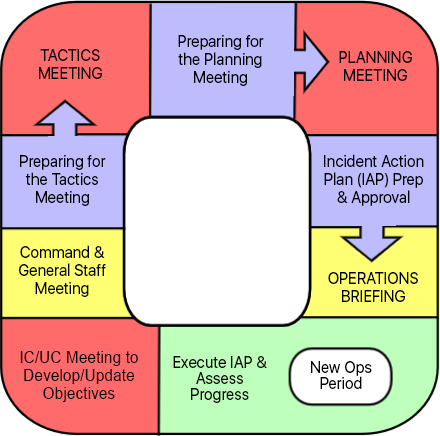 TACTICS
MEETING
Preparing for
the Planning
Meeting
PLANNING
MEETING
Preparing for
the Tactics
Meeting
Incident Action
Plan (IAP) Prep
& Approval
Command &
General Staff
Meeting
OPERATIONS
BRIEFING
IC/UC Meeting to
Develop/Update
Objectives
Execute IAP &
Assess
Progress
New Ops
Period